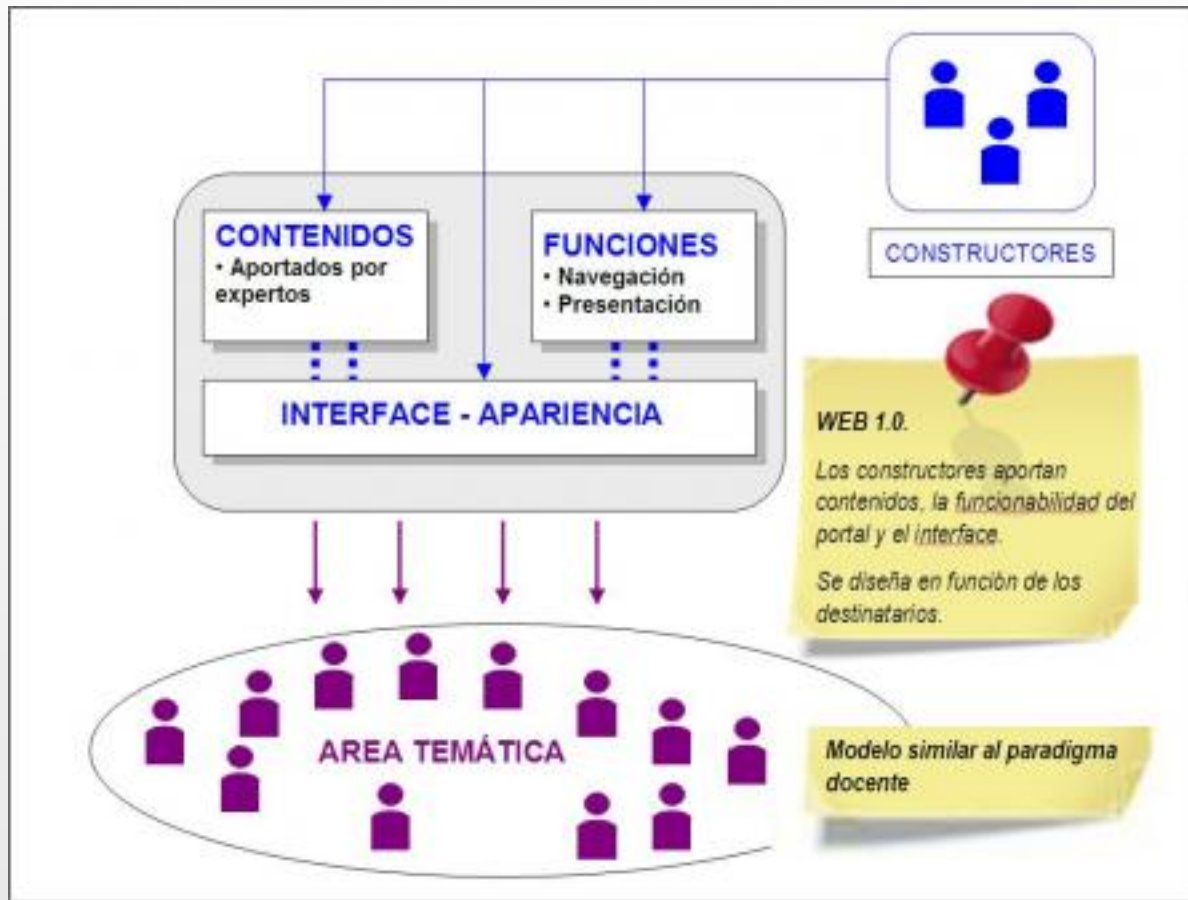 CONTENIDOS
• Aportados por
expertos
FUNCIONES
• Navegación
• Presentación
INTERFACE - APARIENCIA
CONSTRUCTORES
WEB 1.0.
Los constructores aportan
contenidos, la funcionabilidad del
portal y el interface.
Se diseña en función de los
destinatarios.
AREA TEMÁTICA
Modelo similar al paradigma
docente